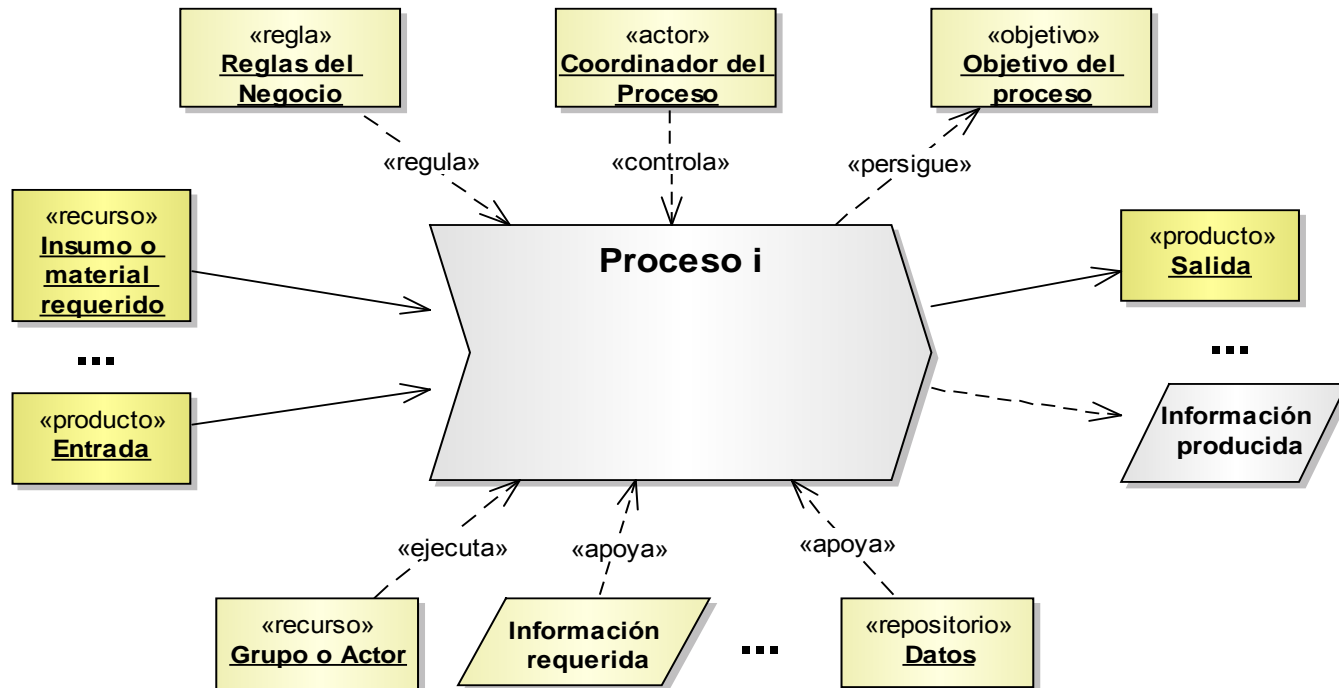 «regla»
Reglas del
Negocio
«actor»
Coordinador del
Proceso
«objetivo»
Objetivo del
proceso
«regula»
«controla»
«persigue»
«recurso»
Insumo o
material
requerido
...
«producto»
Entrada
Proceso i
«producto»
Salida
...
Información
producida
«ejecuta»
«apoya»
«apoya»
«recurso»
Grupo o Actor
Información
requerida
...
«repositorio»
Datos